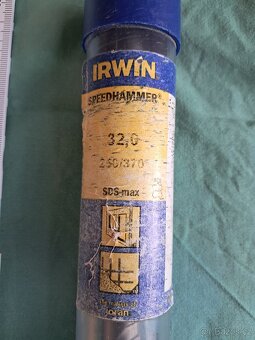 IRWIN
SPEEDHAMMER®
32,0
250/370
SDS-max